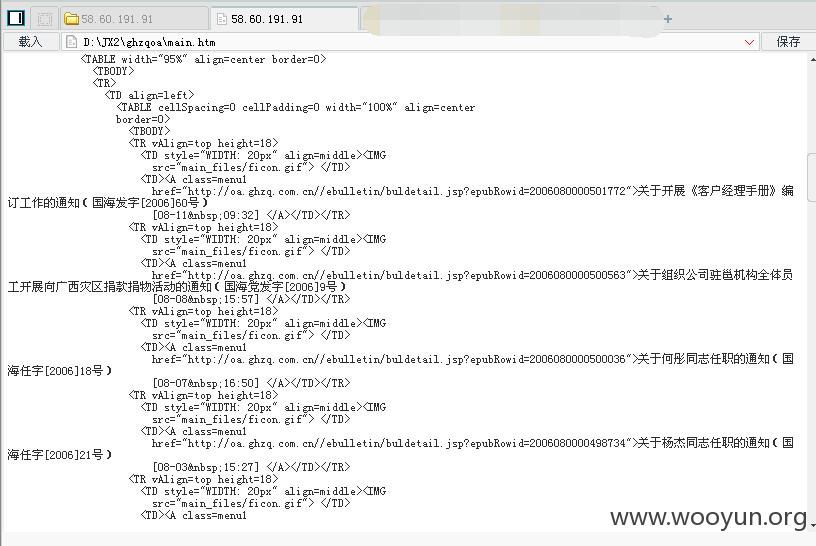 58.60.191.91
58.60.191.91
+
载入
D:\JX2\ghzqoa\main.htm
保存
<TABLE width="95%" align=center border=0>
<TBODY>
<TR>
<TD align=left>
<TABLE cellSpacing=0 cellPadding=0 width="100%" align=center
border=0>
<TBODY>
<TR vAlign=top height=18>
<TD style="WIDTH: 20px" align=middle><IMG
src="main_files/ficon.gif"> </TD>
<TD><A class=menu1
href="http://oa.ghzq.com.cn//ebulletin/buldetail.jsp?epubRowid=2006080000501772">关于开展《客户经理手册》编
订工作的通知(国海发字[2006]60号)
[08-11&nbsp;09:32] </A></TD></TR>
<TR vAlign=top height=18>
<TD style="WIDTH: 20px" align=middle><IMG
src="main_files/ficon.gif"> </TD>
<TD><A class=menu1
href="http://oa.ghzq.com.cn//ebulletin/buldetail.jsp?epubRowid=2006080000500563">关于组织公司驻邕机构全体员
工开展向广西灾区捐款捐物活动的通知(国海党发字[2006]9号)
[08-08&nbsp;15:57] </A></TD></TR>
<TR vAlign=top height=18>
<TD style="WIDTH: 20px" align=middle><IMG
src="main_files/ficon.gif"> </TD>
<TD><A class=menu1
href="http://oa.ghzq.com.cn//ebulletin/buldetail.jsp?epubRowid=2006080000500036">关于何彤同志任职的通知(国
海任字[2006]18号)
[08-07&nbsp;16:50] </A></TD></TR>
<TR vAlign=top height=18>
<TD style="WIDTH: 20px" align=middle><IMG
src="main_files/ficon.gif"> </TD>
<TD><A class=menu1
href="http://oa.ghzq.com.cn//ebulletin/buldetail.jsp?epubRowid=2006080000498734">关于杨杰同志任职的通知(国
海任字[2006]21号)
[08-03&nbsp;15:27] </A></TD></TR>
<TR vAlign=top height=18>
<TD style="WIDTH: 20px" align=middle><IMG
src="main_files/ficon.gif"> </TD>
<TD><A class=menu1
www.wooyun.org